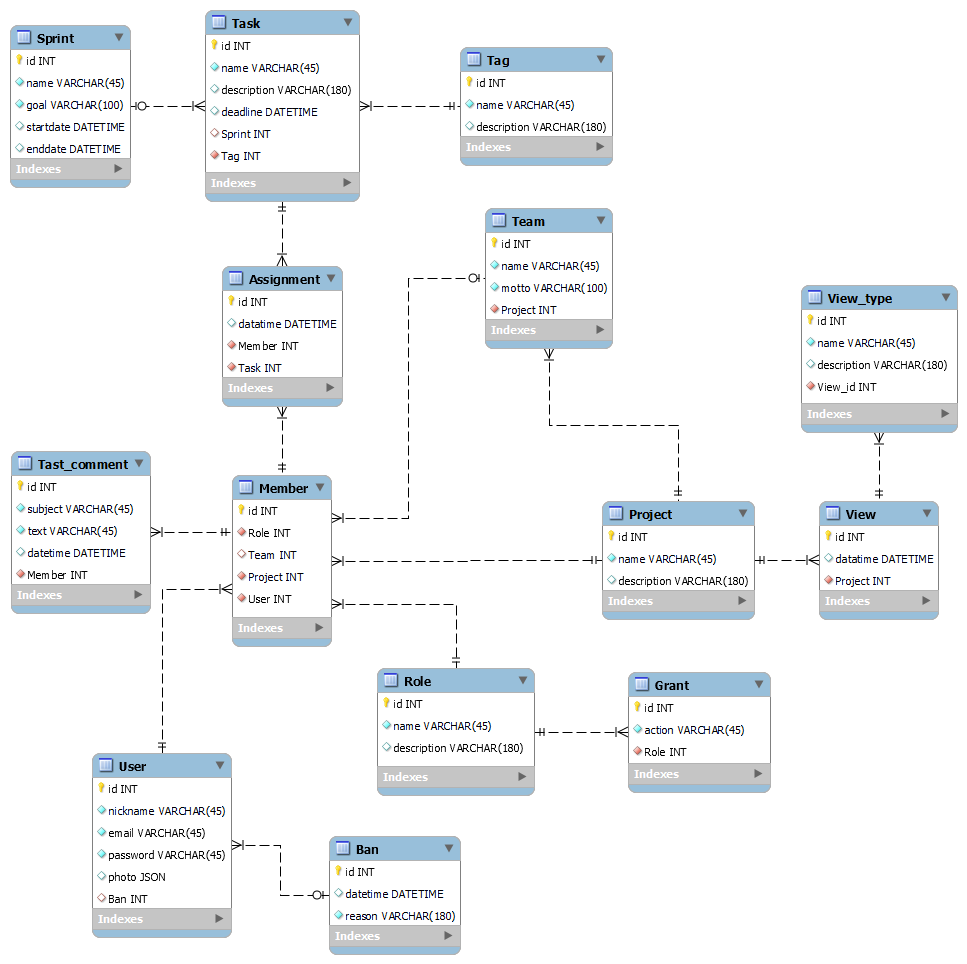 Sprint
id INT
name VARCHAR(45)
goal VARCHAR(100)
startdate DATETIME
enddate DATETIME
Indexes
Task
id INT
name VARCHAR(45)
description VARCHAR(180)
deadline DATETIME
Sprint INT
Tag INT
Indexes
Tag
id INT
name VARCHAR(45)
description VARCHAR(180)
Indexes
Team
id INT
name VARCHAR(45)
motto VARCHAR(100)
Project INT
Indexes
Assignment
id INT
datatime DATETIME
Member INT
Task INT
Indexes
View_type
id INT
name VARCHAR(45)
description VARCHAR(180)
View_id INT
Indexes
Tast_comment
id INT
subject VARCHAR(45)
text VARCHAR(45)
datetime DATETIME
Member INT
Indexes
Member
id INT
Role INT
Team INT
Project INT
User INT
Indexes
Project
id INT
name VARCHAR(45)
description VARCHAR(180)
Indexes
View
id INT
datatime DATETIME
Project INT
Indexes
Role
id INT
name VARCHAR(45)
description VARCHAR(180)
Indexes
Grant
id INT
action VARCHAR(45)
Role INT
Indexes
User
id INT
nickname VARCHAR(45)
email VARCHAR(45)
password VARCHAR(45)
photo JSON
Ban INT
Indexes
Ban
id INT
datetime DATETIME
reason VARCHAR(180)
Indexes